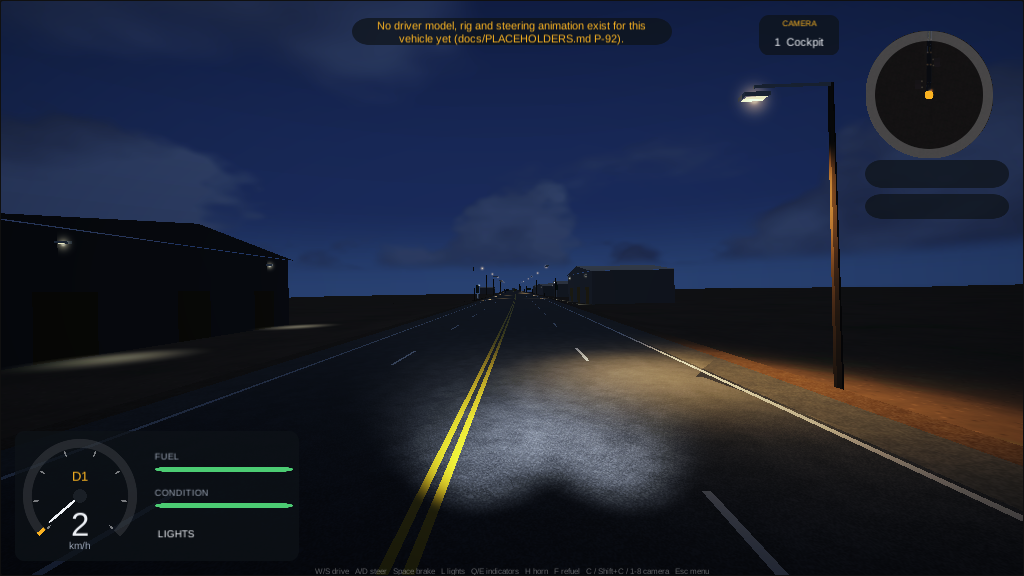 No driver model, rig and steering animation exist for this
vehicle yet (docs/PLACEHOLDERS.md P-92).
CAMERA
1 Cockpit
D1
2
km/h
FUEL
CONDITION
LIGHTS
W/S drive A/D steer Space brake L lights Q/E indicators H horn F refuel C / Shift+C / 1-8 camera Esc menu